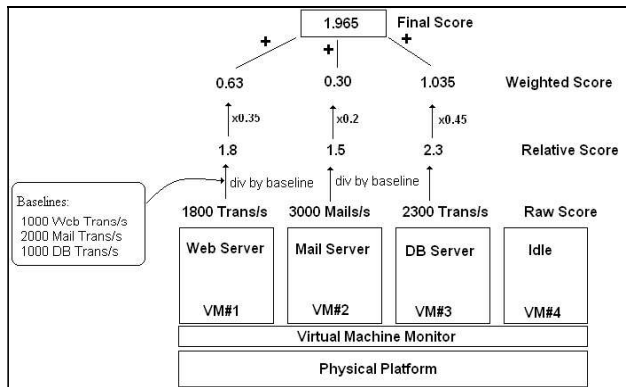 1.965 Final Score
+ + +
0.63 0.30 1.035 Weighted Score
x0.35 x0.2 x0.45
1.8 1.5 2.3 Relative Score
div by baseline div by baseline
Baselines:
1000 Web Trans/s
2000 Mail Trans/s
1000 DB Trans/s
1800 Trans/s 3000 Mails/s 2300 Trans/s Raw Score
Web Server Mail Server DB Server Idle
VM#1 VM#2 VM#3 VM#4
Virtual Machine Monitor
Physical Platform